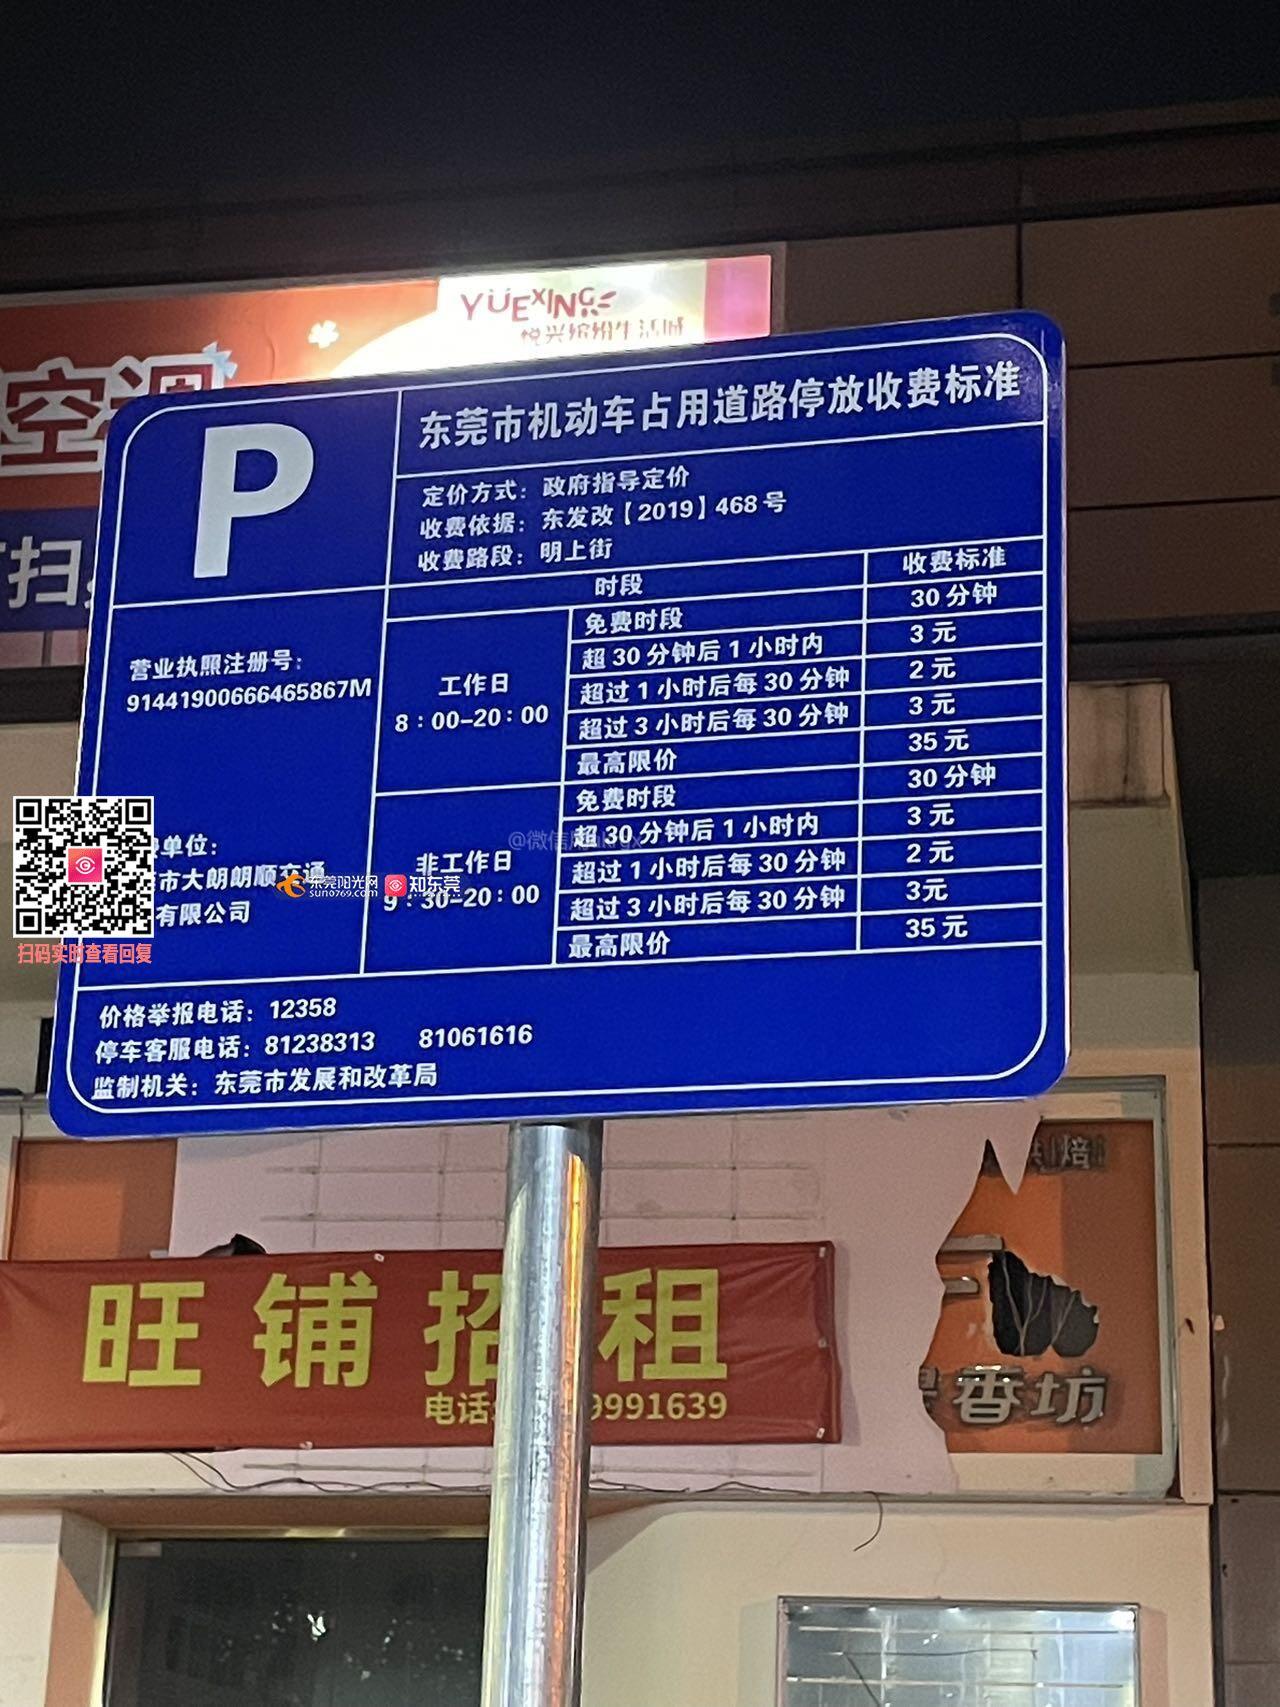 YUEXING
悦兴缤纷生活城
空调
扫
P
东莞市机动车占用道路停放收费标准
定价方式：政府指导定价
收费依据：东发改【2019】468号
收费路段：明上街
时段 收费标准
营业执照注册号：
91441900666465867M
工作日
8：00-20：00
免费时段 30分钟
超30分钟后1小时内 3元
超过1小时后每30分钟 2元
超过3小时后每30分钟 3元
最高限价 35元
非工作日
9：30-20：00
免费时段 30分钟
超30分钟后1小时内 3元
超过1小时后每30分钟 2元
超过3小时后每30分钟 3元
最高限价 35元
单位：
市大朗朗顺交通
有限公司
东莞阳光网
sun0769.com
知东莞
扫码实时查看回复
价格举报电话：12358
停车客服电话：81238313 81061616
监制机关：东莞市发展和改革局
焙
旺铺招租
电话 9991639
香坊